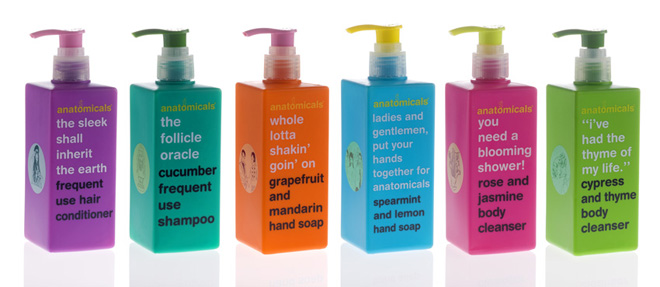 anatomicals
the sleek
shall
inherit
the earth
frequent
use hair
conditioner
anatomicals
the
follicle
oracle
cucumber
frequent
use
shampoo
anatomicals
whole
lotta
shakin'
goin' on
grapefruit
and
mandarin
hand soap
anatomicals
ladies and
gentlemen,
put your
hands
together for
anatomicals
spearmint
and lemon
hand soap
anatomicals
you
need a
blooming
shower!
rose and
jasmine
body
cleanser
anatomicals
“i've
had the
thyme of
my life.”
cypress
and thyme
body
cleanser